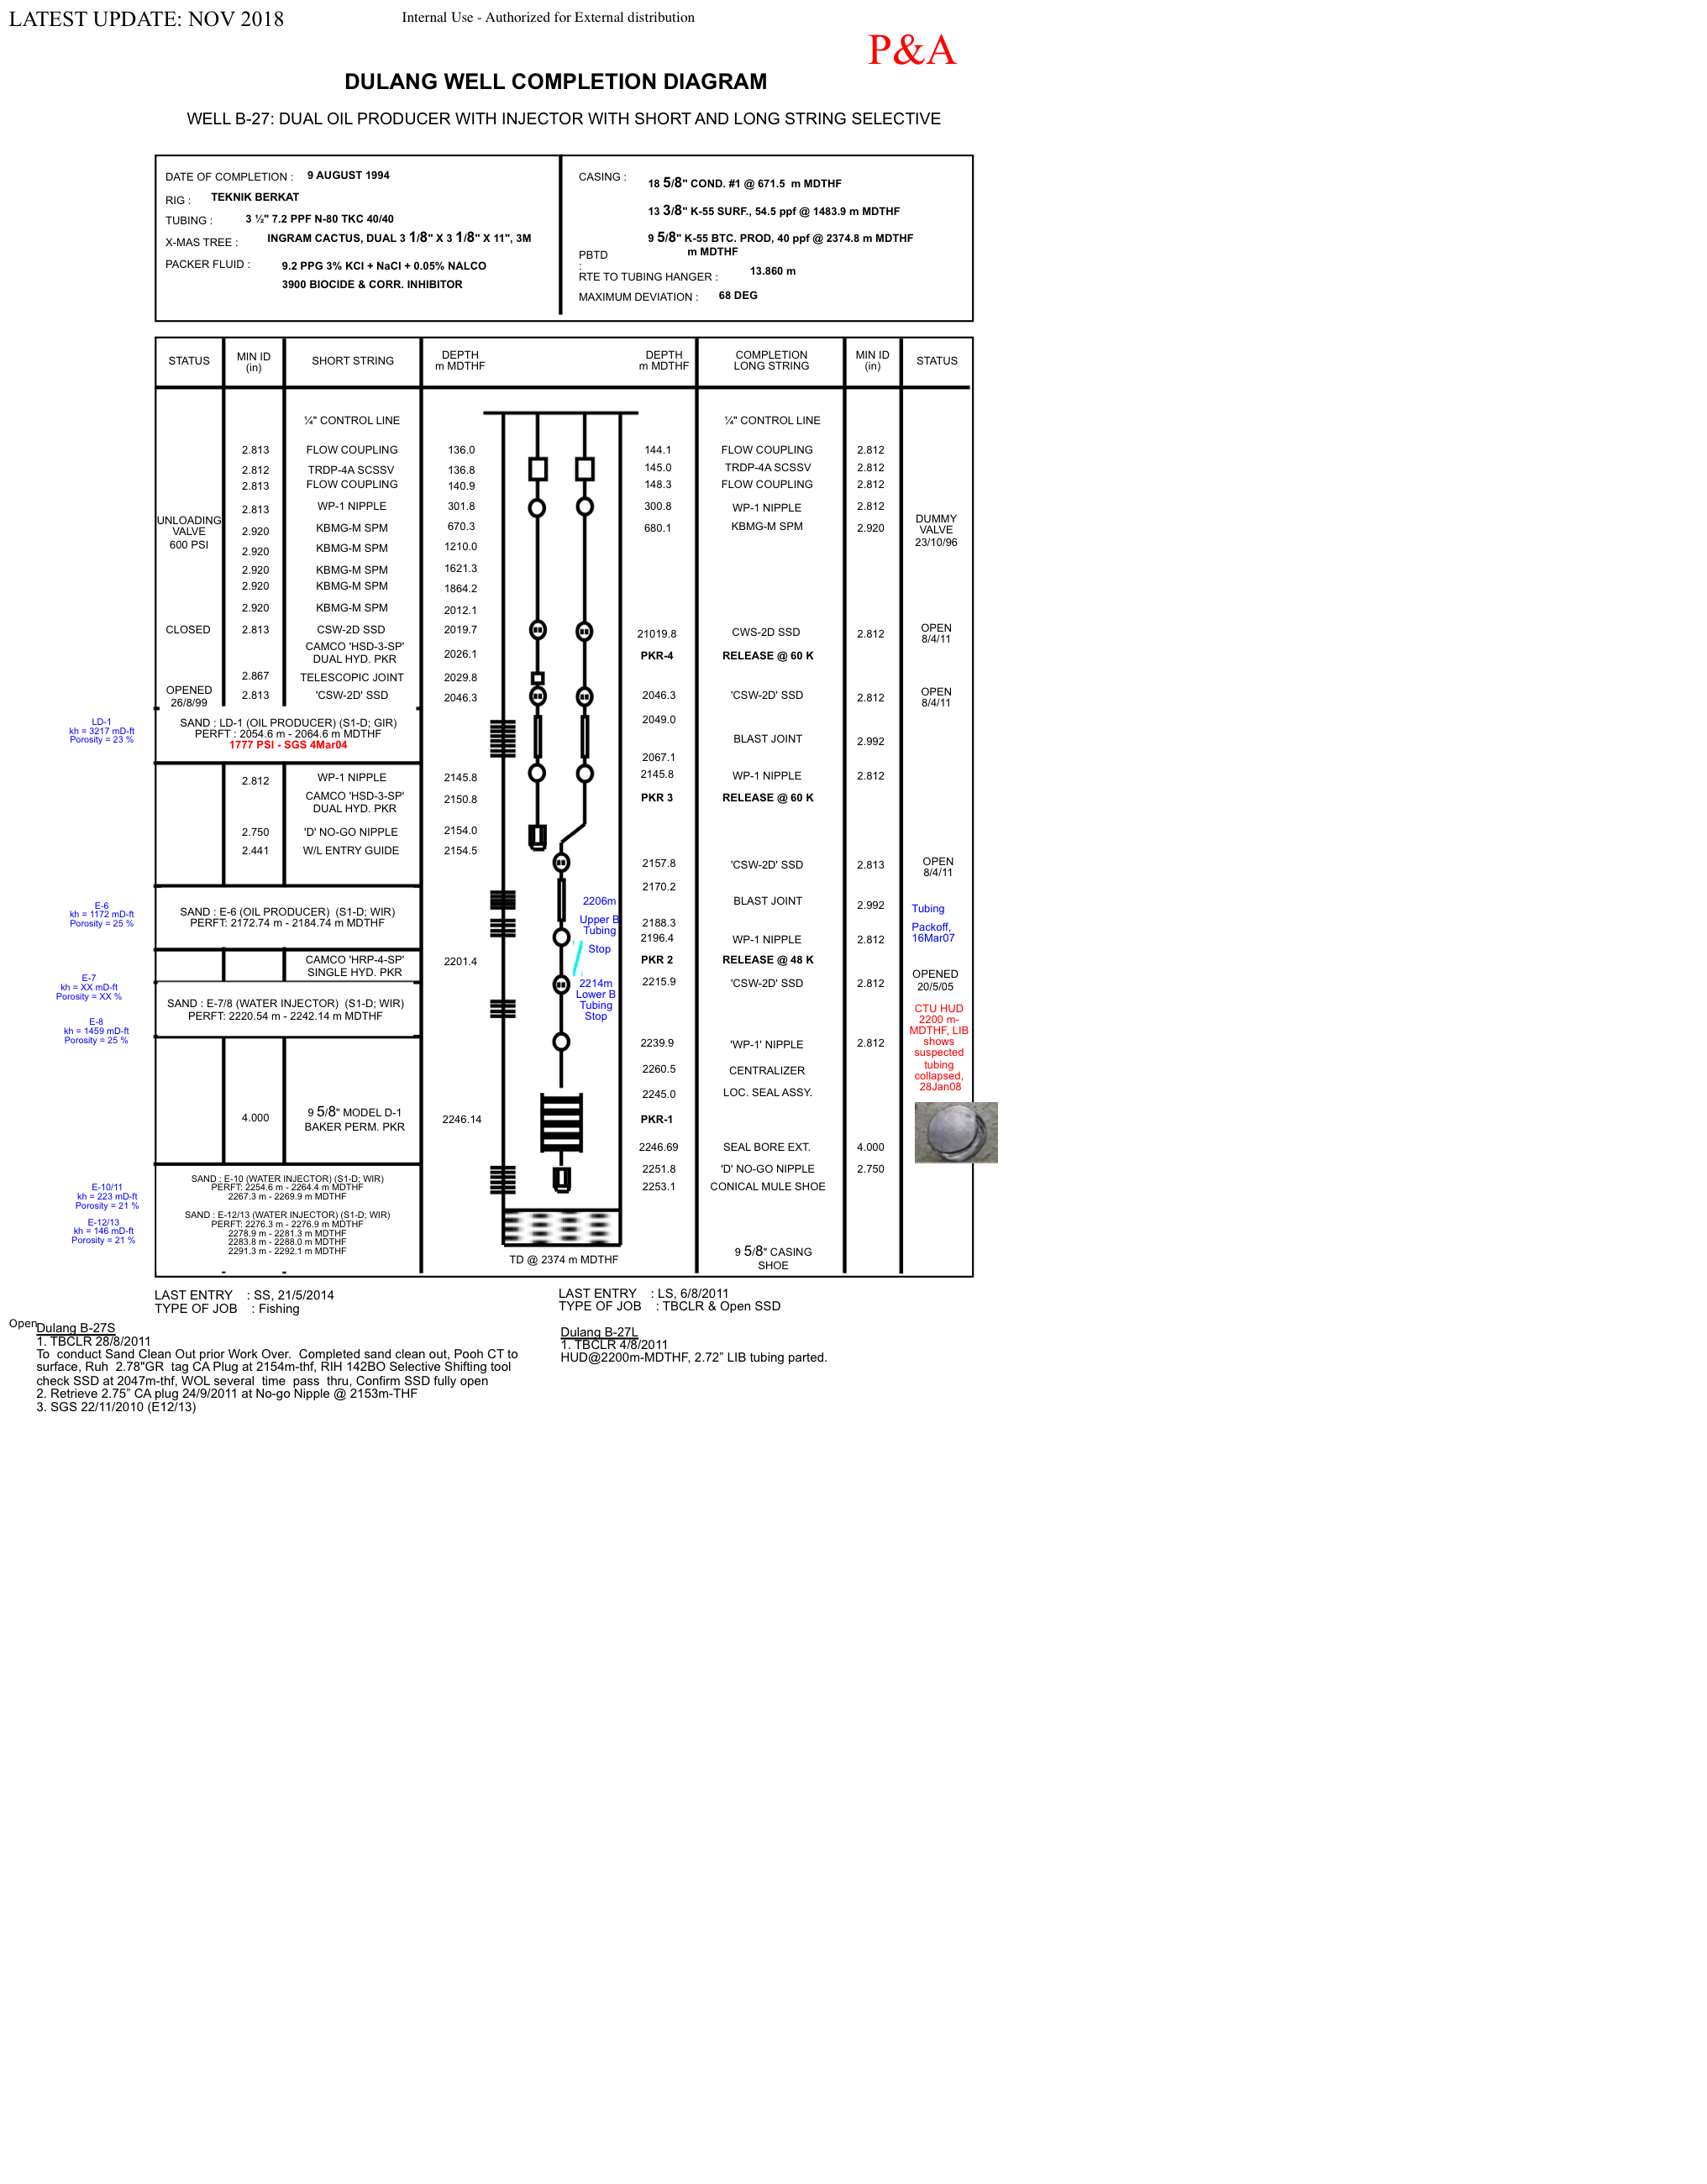 LATEST UPDATE: NOV 2018
Internal Use - Authorized for External distribution
P&A
DULANG WELL COMPLETION DIAGRAM
WELL B-27: DUAL OIL PRODUCER WITH INJECTOR WITH SHORT AND LONG STRING SELECTIVE
DATE OF COMPLETION : 9 AUGUST 1994
RIG : TEKNIK BERKAT
TUBING : 3 ½" 7.2 PPF N-80 TKC 40/40
X-MAS TREE : INGRAM CACTUS, DUAL 3 1/8" X 3 1/8" X 11", 3M
PACKER FLUID : 9.2 PPG 3% KCI + NaCI + 0.05% NALCO
3900 BIOCIDE & CORR. INHIBITOR
CASING : 18 5/8" COND. #1 @ 671.5 m MDTHF
13 3/8" K-55 SURF., 54.5 ppf @ 1483.9 m MDTHF
9 5/8" K-55 BTC. PROD, 40 ppf @ 2374.8 m MDTHF
PBTD : m MDTHF
RTE TO TUBING HANGER : 13.860 m
MAXIMUM DEVIATION : 68 DEG
STATUS MIN ID (in) SHORT STRING DEPTH m MDTHF DEPTH m MDTHF COMPLETION LONG STRING MIN ID (in) STATUS
¼" CONTROL LINE ¼" CONTROL LINE
2.813 FLOW COUPLING 136.0 144.1 FLOW COUPLING 2.812
2.812 TRDP-4A SCSSV 136.8 145.0 TRDP-4A SCSSV 2.812
2.813 FLOW COUPLING 140.9 148.3 FLOW COUPLING 2.812
2.813 WP-1 NIPPLE 301.8 300.8 WP-1 NIPPLE 2.812
UNLOADING VALVE 600 PSI 2.920 KBMG-M SPM 670.3 680.1 KBMG-M SPM 2.920 DUMMY VALVE 23/10/96
2.920 KBMG-M SPM 1210.0
2.920 KBMG-M SPM 1621.3
2.920 KBMG-M SPM 1864.2
2.920 KBMG-M SPM 2012.1
CLOSED 2.813 CSW-2D SSD 2019.7 21019.8 CWS-2D SSD 2.812 OPEN 8/4/11
CAMCO 'HSD-3-SP' DUAL HYD. PKR 2026.1 PKR-4 RELEASE @ 60 K
2.867 TELESCOPIC JOINT 2029.8
OPENED 26/8/99 2.813 'CSW-2D' SSD 2046.3 2046.3 'CSW-2D' SSD 2.812 OPEN 8/4/11
LD-1
kh = 3217 mD-ft
Porosity = 23 %
SAND : LD-1 (OIL PRODUCER) (S1-D; GIR)
PERFT : 2054.6 m - 2064.6 m MDTHF
1777 PSI - SGS 4Mar04
2049.0
BLAST JOINT 2.992
2067.1
2.812 WP-1 NIPPLE 2145.8 2145.8 WP-1 NIPPLE 2.812
CAMCO 'HSD-3-SP' DUAL HYD. PKR 2150.8 PKR 3 RELEASE @ 60 K
2.750 'D' NO-GO NIPPLE 2154.0
2.441 W/L ENTRY GUIDE 2154.5
2157.8 'CSW-2D' SSD 2.813 OPEN 8/4/11
2170.2
E-6
kh = 1172 mD-ft
Porosity = 25 %
SAND : E-6 (OIL PRODUCER) (S1-D; WIR)
PERFT: 2172.74 m - 2184.74 m MDTHF
2206m
Upper B
Tubing
Stop
BLAST JOINT 2.992
2188.3
2196.4 WP-1 NIPPLE 2.812
Tubing
Packoff,
16Mar07
CAMCO 'HRP-4-SP' SINGLE HYD. PKR 2201.4 PKR 2 RELEASE @ 48 K
E-7
kh = XX mD-ft
Porosity = XX %
2214m
Lower B
Tubing
Stop
2215.9 'CSW-2D' SSD 2.812 OPENED 20/5/05
SAND : E-7/8 (WATER INJECTOR) (S1-D; WIR)
PERFT: 2220.54 m - 2242.14 m MDTHF
E-8
kh = 1459 mD-ft
Porosity = 25 %
CTU HUD
2200 m-
MDTHF, LIB
shows
suspected
tubing
collapsed,
28Jan08
2239.9 'WP-1' NIPPLE 2.812
2260.5 CENTRALIZER
2245.0 LOC. SEAL ASSY.
4.000 9 5/8" MODEL D-1 BAKER PERM. PKR 2246.14 PKR-1
2246.69 SEAL BORE EXT. 4.000
2251.8 'D' NO-GO NIPPLE 2.750
2253.1 CONICAL MULE SHOE
E-10/11
kh = 223 mD-ft
Porosity = 21 %
E-12/13
kh = 146 mD-ft
Porosity = 21 %
SAND : E-10 (WATER INJECTOR) (S1-D; WIR)
PERFT: 2254.6 m - 2264.4 m MDTHF
2267.3 m - 2269.9 m MDTHF
SAND : E-12/13 (WATER INJECTOR) (S1-D; WIR)
PERFT: 2276.3 m - 2276.9 m MDTHF
2278.9 m - 2281.3 m MDTHF
2283.8 m - 2288.0 m MDTHF
2291.3 m - 2292.1 m MDTHF
TD @ 2374 m MDTHF
9 5/8" CASING
SHOE
LAST ENTRY : SS, 21/5/2014
TYPE OF JOB : Fishing
LAST ENTRY : LS, 6/8/2011
TYPE OF JOB : TBCLR & Open SSD
Open
Dulang B-27S
1. TBCLR 28/8/2011
To conduct Sand Clean Out prior Work Over. Completed sand clean out, Pooh CT to
surface, Ruh 2.78"GR tag CA Plug at 2154m-thf, RIH 142BO Selective Shifting tool
check SSD at 2047m-thf, WOL several time pass thru, Confirm SSD fully open
2. Retrieve 2.75” CA plug 24/9/2011 at No-go Nipple @ 2153m-THF
3. SGS 22/11/2010 (E12/13)
Dulang B-27L
1. TBCLR 4/8/2011
HUD@2200m-MDTHF, 2.72” LIB tubing parted.